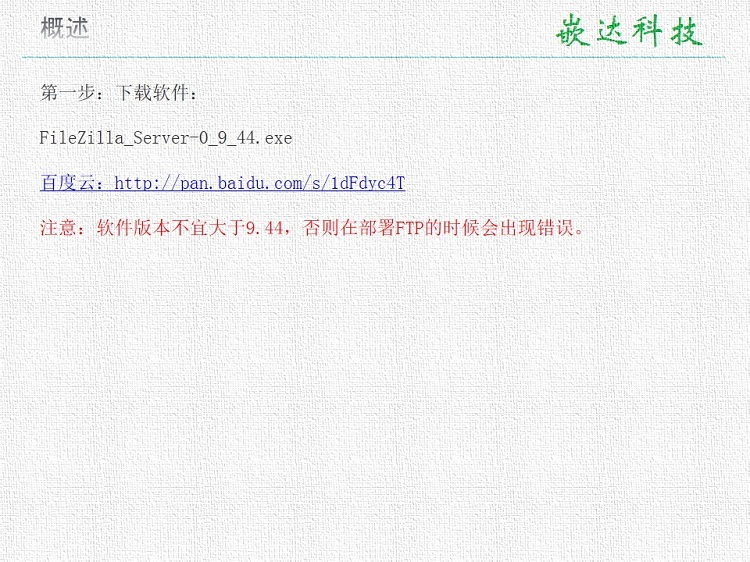 概述
嵌达科技
第一步：下载软件：
FileZilla_Server-0_9_44.exe
百度云：http://pan.baidu.com/s/1dFdvc4T
注意：软件版本不宜大于9.44，否则在部署FTP的时候会出现错误。